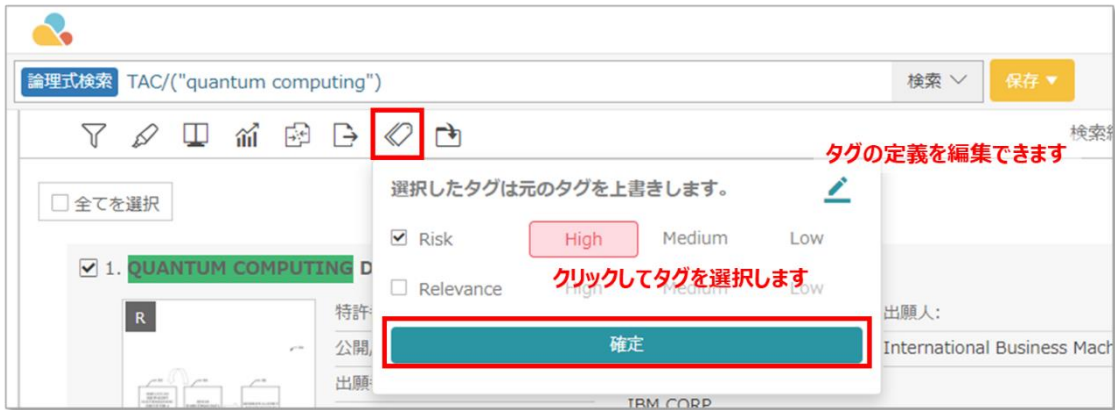 論理式検索 TAC/("quantum computing") 検索 保存
検索
タグの定義を編集できます
選択したタグは元のタグを上書きします。
全てを選択
Risk High Medium Low
1. QUANTUM COMPUTING D
クリックしてタグを選択します
Relevance High Medium Low
R
特許
出願人:
確定
公開/
International Business Mach
出願
IBM CORP